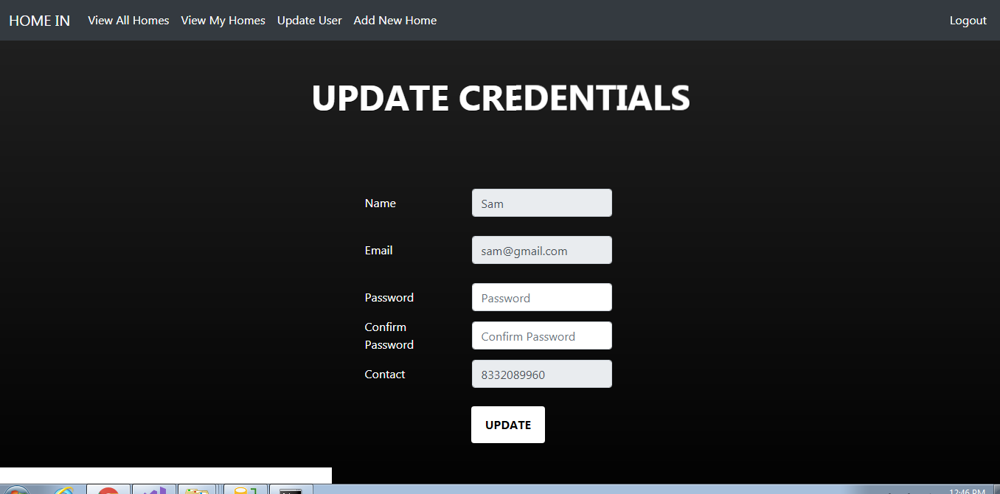 HOME IN View All Homes View My Homes Update User Add New Home Logout
UPDATE CREDENTIALS
Name Sam
Email sam@gmail.com
Password Password
Confirm Password Confirm Password
Contact 8332089960
UPDATE
12:46 PM